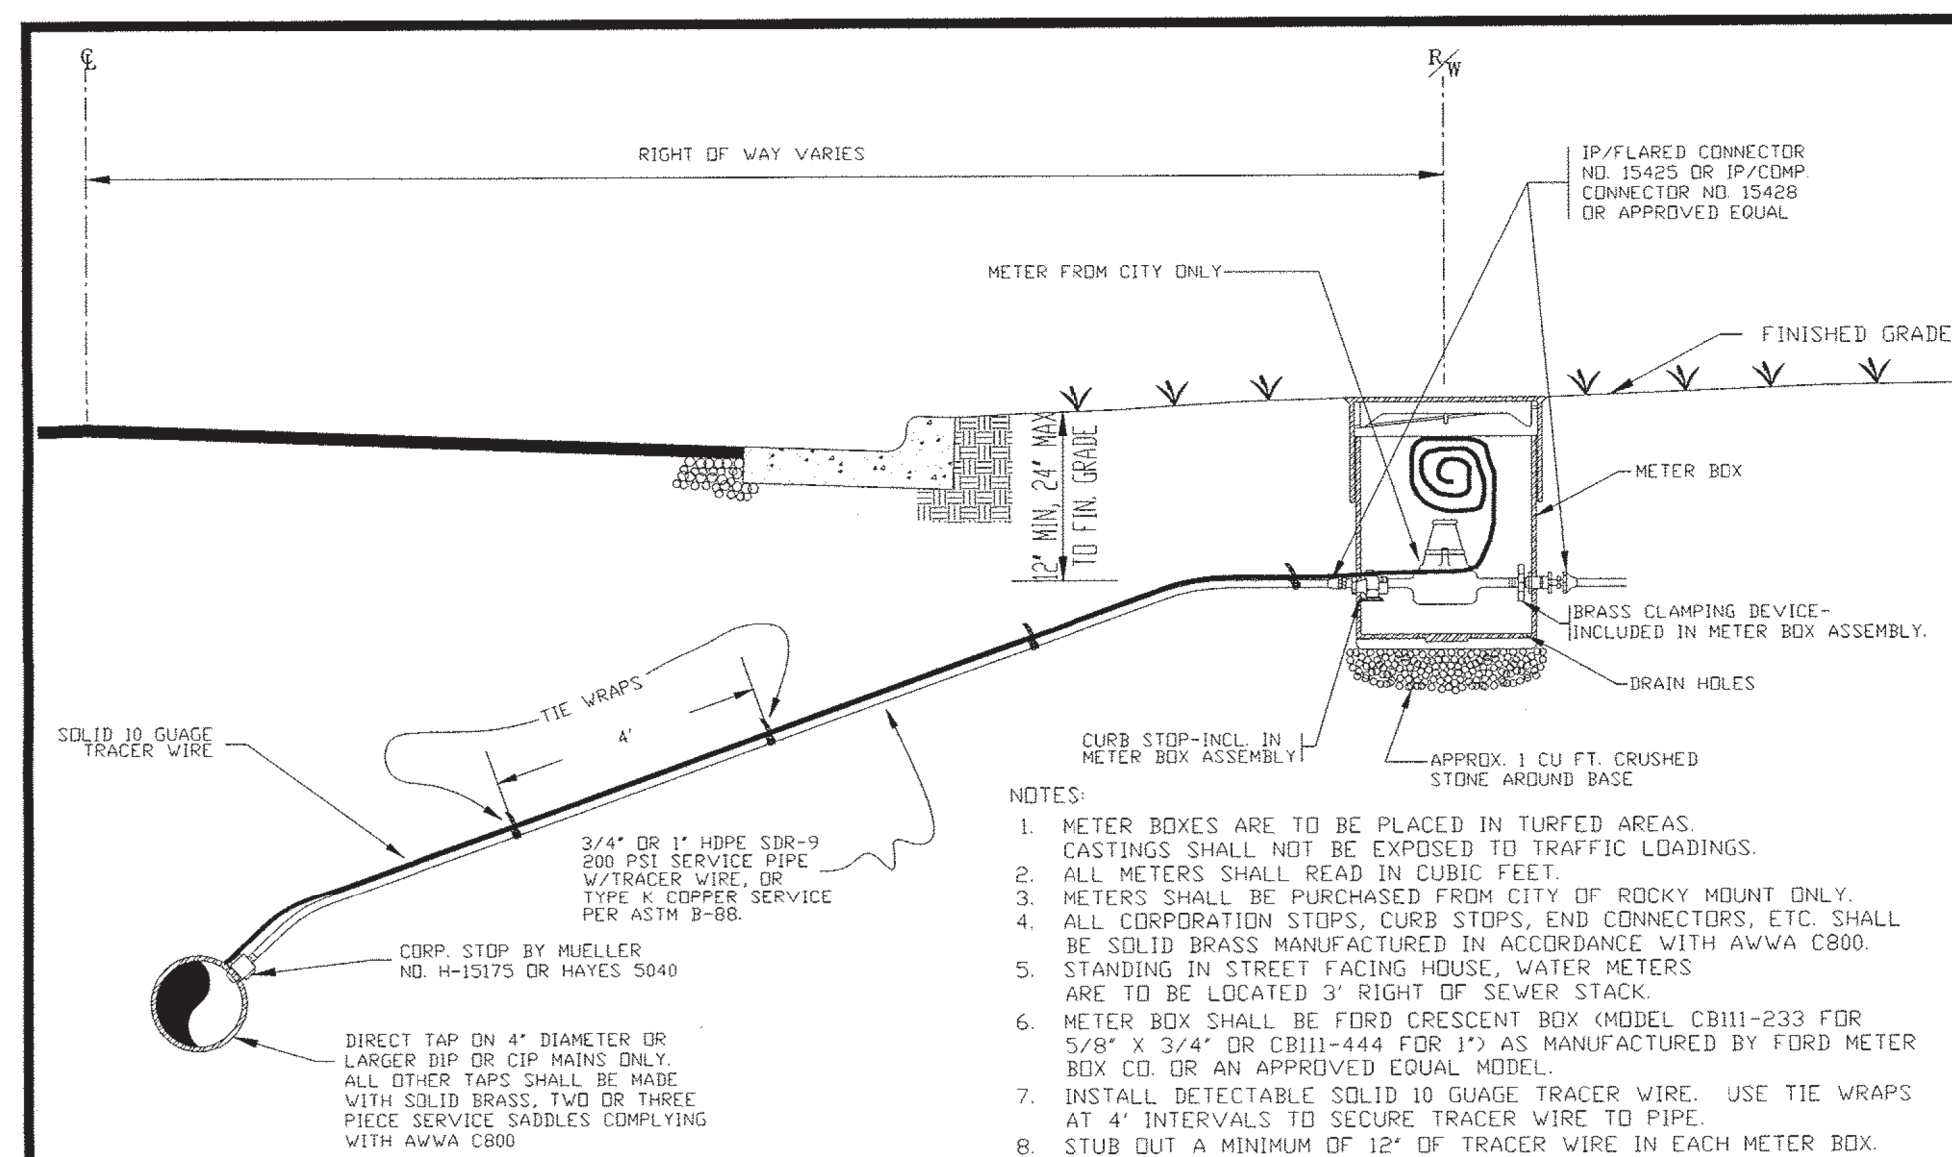 ℄
R/W
RIGHT OF WAY VARIES
IP/FLARED CONNECTOR
NO. 15425 OR IP/COMP.
CONNECTOR NO. 15428
OR APPROVED EQUAL
METER FROM CITY ONLY
FINISHED GRADE
12" MIN, 24" MAX
TO FIN. GRADE
METER BOX
BRASS CLAMPING DEVICE-
INCLUDED IN METER BOX ASSEMBLY.
DRAIN HOLES
TIE WRAPS
4'
SOLID 10 GUAGE
TRACER WIRE
CURB STOP-INCL. IN
METER BOX ASSEMBLY
APPROX. 1 CU FT. CRUSHED
STONE AROUND BASE
3/4" OR 1" HDPE SDR-9
200 PSI SERVICE PIPE
W/TRACER WIRE, OR
TYPE K COPPER SERVICE
PER ASTM B-88.
CORP. STOP BY MUELLER
NO. H-15175 OR HAYES 5040
DIRECT TAP ON 4" DIAMETER OR
LARGER DIP OR CIP MAINS ONLY.
ALL OTHER TAPS SHALL BE MADE
WITH SOLID BRASS, TWO OR THREE
PIECE SERVICE SADDLES COMPLYING
WITH AWWA C800
NOTES:
1. METER BOXES ARE TO BE PLACED IN TURFED AREAS.
CASTINGS SHALL NOT BE EXPOSED TO TRAFFIC LOADINGS.
2. ALL METERS SHALL READ IN CUBIC FEET.
3. METERS SHALL BE PURCHASED FROM CITY OF ROCKY MOUNT ONLY.
4. ALL CORPORATION STOPS, CURB STOPS, END CONNECTORS, ETC. SHALL
BE SOLID BRASS MANUFACTURED IN ACCORDANCE WITH AWWA C800.
5. STANDING IN STREET FACING HOUSE, WATER METERS
ARE TO BE LOCATED 3' RIGHT OF SEWER STACK.
6. METER BOX SHALL BE FORD CRESCENT BOX (MODEL CB111-233 FOR
5/8" X 3/4" OR CB111-444 FOR 1") AS MANUFACTURED BY FORD METER
BOX CO. OR AN APPROVED EQUAL MODEL.
7. INSTALL DETECTABLE SOLID 10 GUAGE TRACER WIRE. USE TIE WRAPS
AT 4' INTERVALS TO SECURE TRACER WIRE TO PIPE.
8. STUB OUT A MINIMUM OF 12" OF TRACER WIRE IN EACH METER BOX.